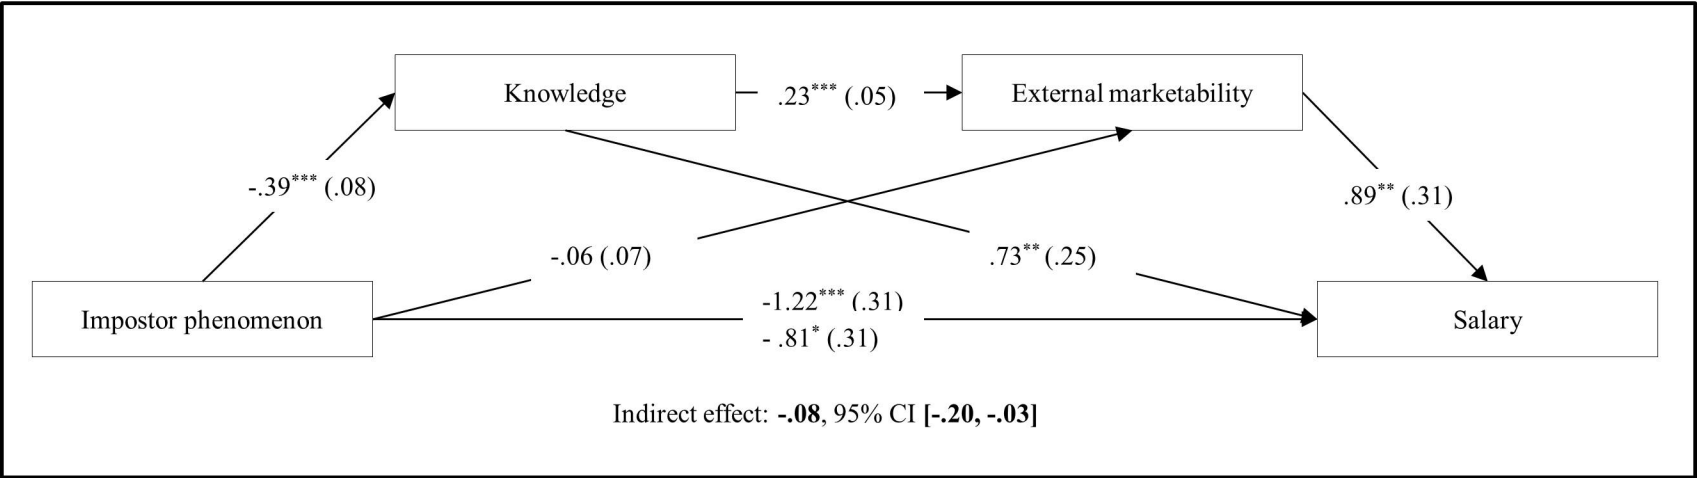 Knowledge
.23*** (.05)
External marketability
-.39*** (.08)
.89** (.31)
-.06 (.07)
.73** (.25)
Impostor phenomenon
-1.22*** (.31)
- .81* (.31)
Salary
Indirect effect: -.08, 95% CI [-.20, -.03]